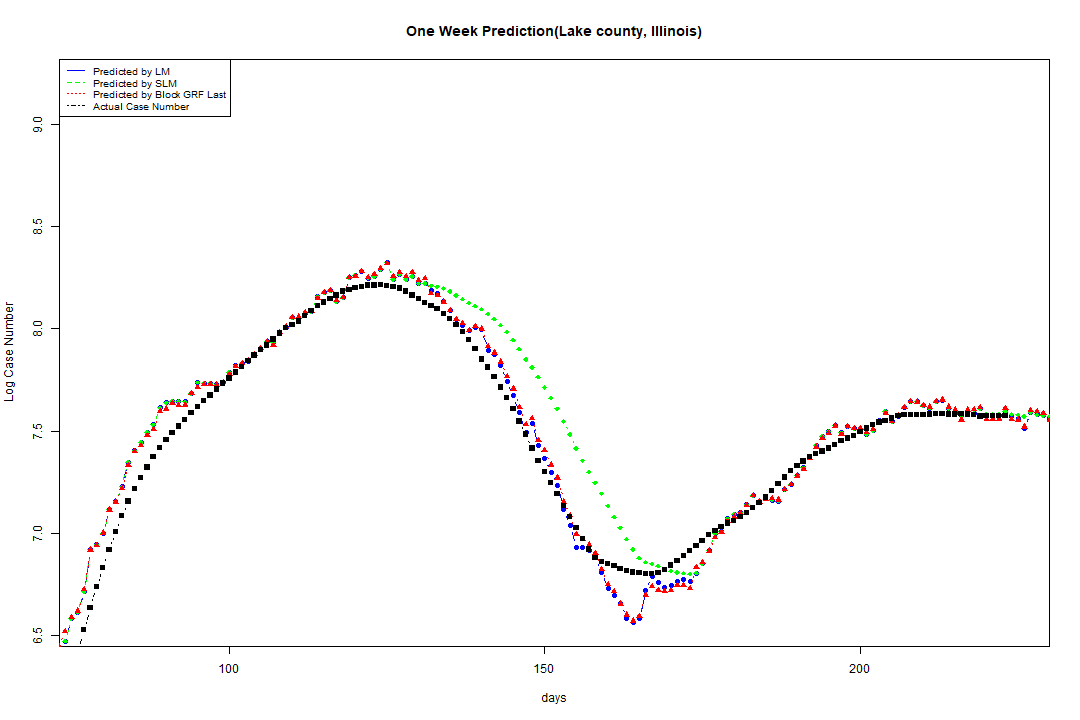 One Week Prediction(Lake county, Illinois)
Predicted by LM
Predicted by SLM
Predicted by Block GRF Last
Actual Case Number
9.0
8.5
8.0
7.5
7.0
6.5
Log Case Number
100
150
200
days